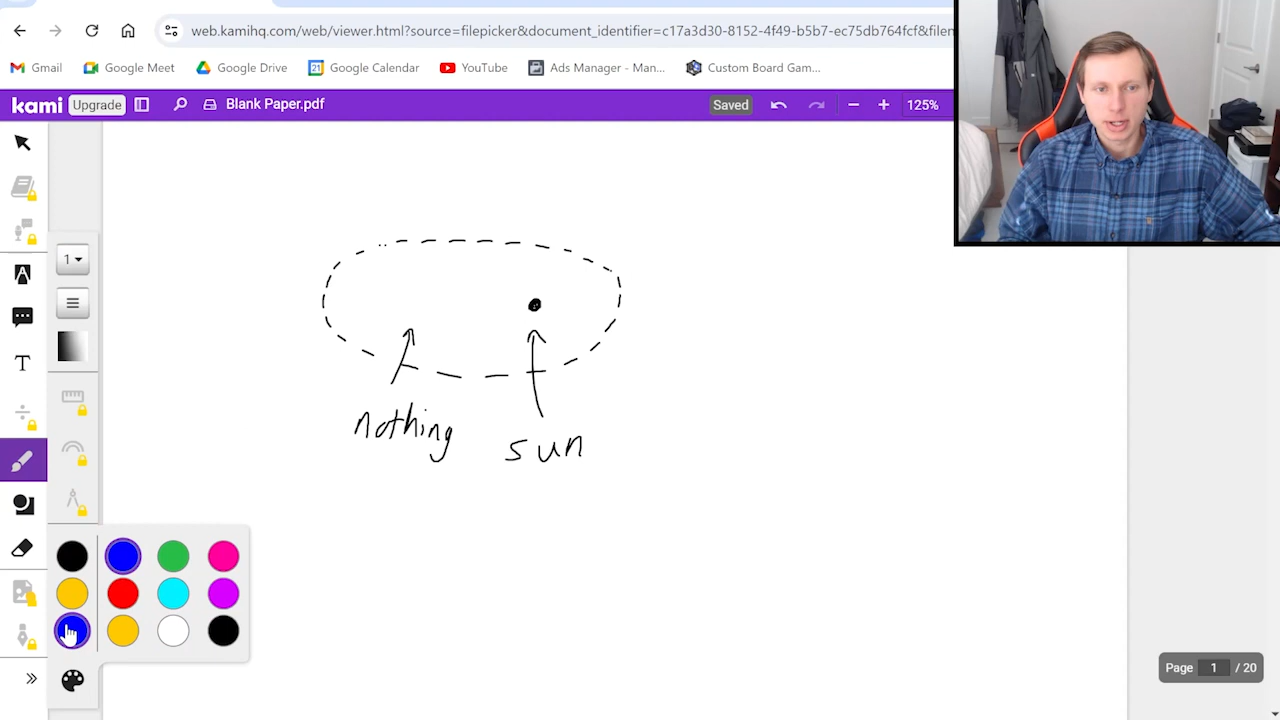 web.kamihq.com/web/viewer.html?source=filepicker&document_identifier=c17a3d30-8152-4f49-b5b7-ec75db764fcf&filen
Gmail
Google Meet
Google Drive
31
Google Calendar
YouTube
Ads Manager - Man...
Custom Board Gam...
kami
Upgrade
Blank Paper.pdf
Saved
125%
A
1
T
nothing
sun
Page 1 / 20